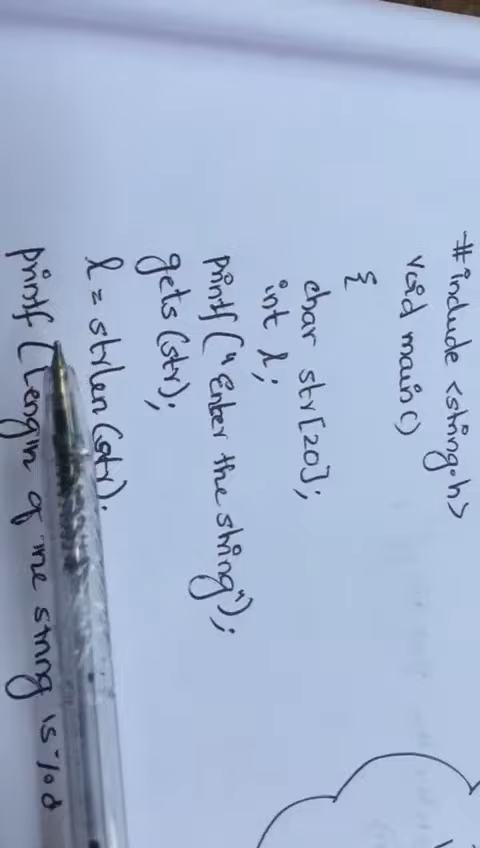 #include <string.h>
void main()
{
char str[20];
int l;
printf("Enter the string");
gets(str);
l = strlen(str);
printf(Length of the string is %d